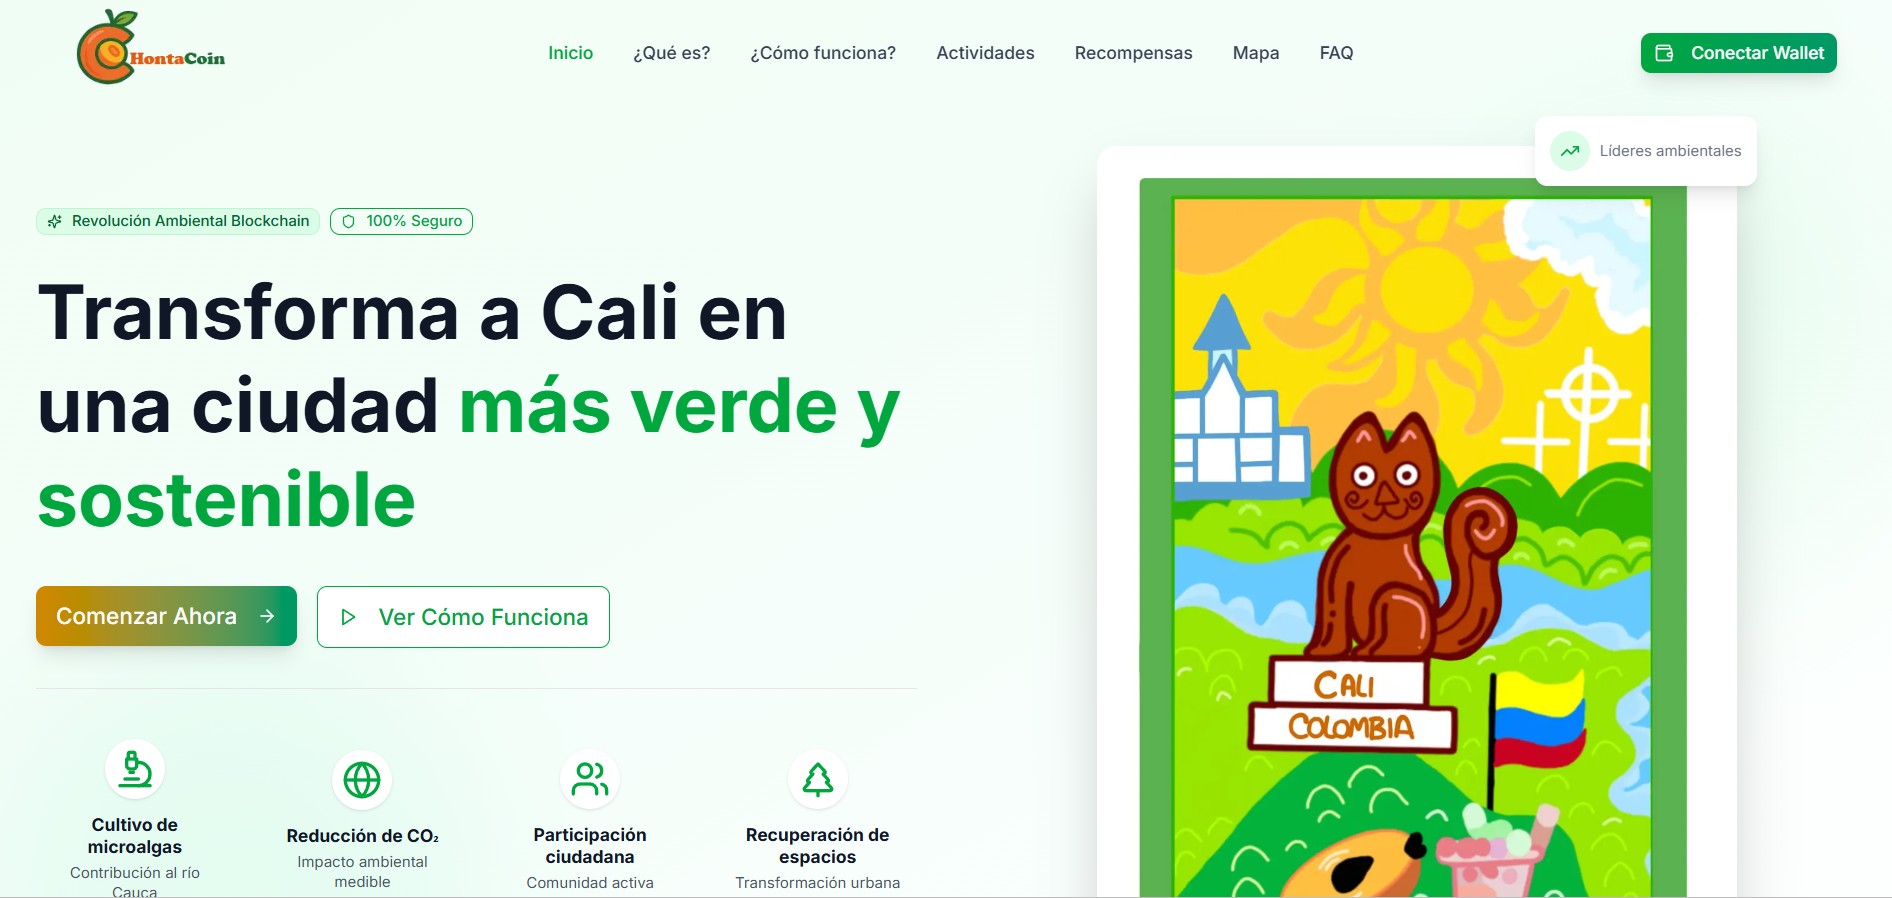 HontaCoin
Inicio
¿Qué es?
¿Cómo funciona?
Actividades
Recompensas
Mapa
FAQ
Conectar Wallet
Líderes ambientales
Revolución Ambiental Blockchain
100% Seguro
Transforma a Cali en
una ciudad más verde y
sostenible
Comenzar Ahora
Ver Cómo Funciona
CALI
COLOMBIA
Cultivo de
microalgas
Contribución al río
Cauca
Reducción de CO₂
Impacto ambiental
medible
Participación
ciudadana
Comunidad activa
Recuperación de
espacios
Transformación urbana